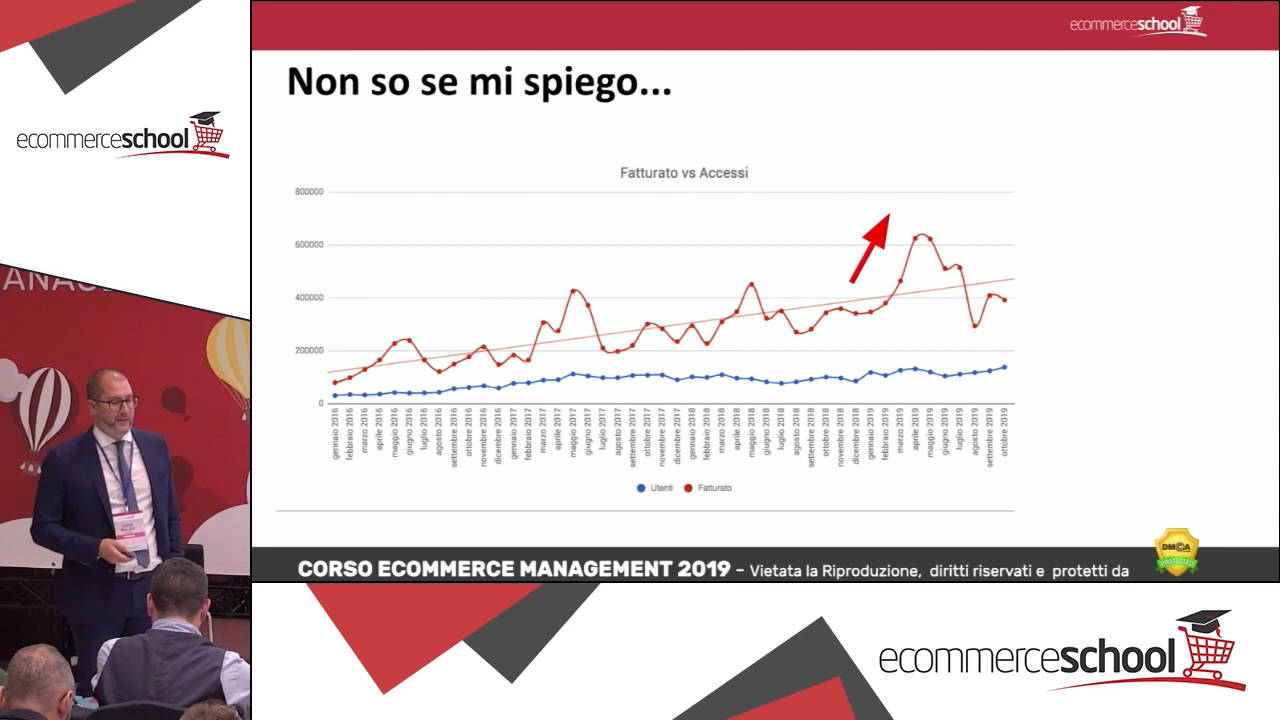 ecommerceschool
ecommerceschool
Non so se mi spiego...
Fatturato vs Accessi
800000
600000
400000
200000
0
gennaio 2016
febbraio 2016
marzo 2016
aprile 2016
maggio 2016
giugno 2016
luglio 2016
agosto 2016
settembre 2016
ottobre 2016
novembre 2016
dicembre 2016
gennaio 2017
febbraio 2017
marzo 2017
aprile 2017
maggio 2017
giugno 2017
luglio 2017
agosto 2017
settembre 2017
ottobre 2017
novembre 2017
dicembre 2017
gennaio 2018
febbraio 2018
marzo 2018
aprile 2018
maggio 2018
giugno 2018
luglio 2018
agosto 2018
settembre 2018
ottobre 2018
novembre 2018
dicembre 2018
gennaio 2019
febbraio 2019
marzo 2019
aprile 2019
maggio 2019
giugno 2019
luglio 2019
agosto 2019
settembre 2019
ottobre 2019
Utenti
Fatturato
CORSO ECOMMERCE MANAGEMENT 2019 - Vietata la Riproduzione, diritti riservati e protetti da
DMCA
PROTECTED
ecommerceschool